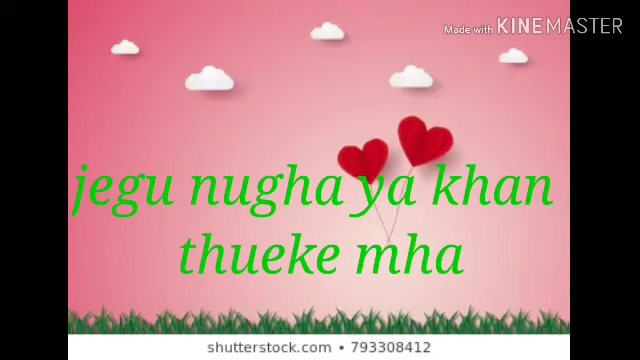 Made with KINEMASTER
jegu nugha ya khan
thueke mha
shutterstock.com • 793308412